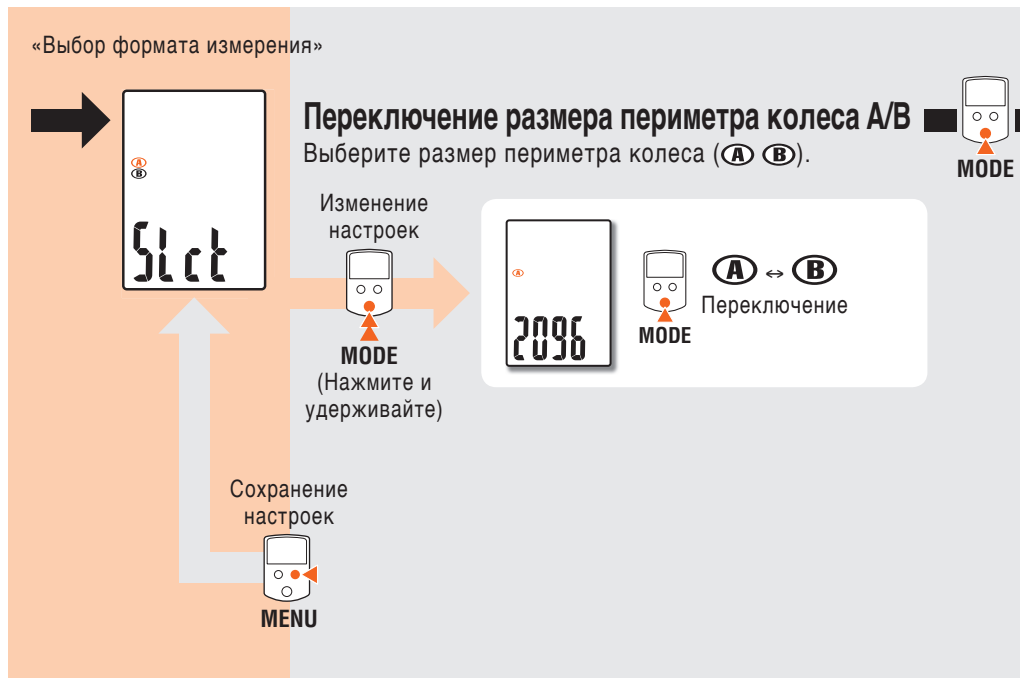 «Выбор формата измерения»
Ⓐ
Ⓑ
Slct
Переключение размера периметра колеса A/B
Выберите размер периметра колеса (Ⓐ Ⓑ).
MODE
Изменение
настроек
MODE
(Нажмите и
удерживайте)
Ⓐ
2096
MODE
Ⓐ ↔ Ⓑ
Переключение
Сохранение
настроек
MENU